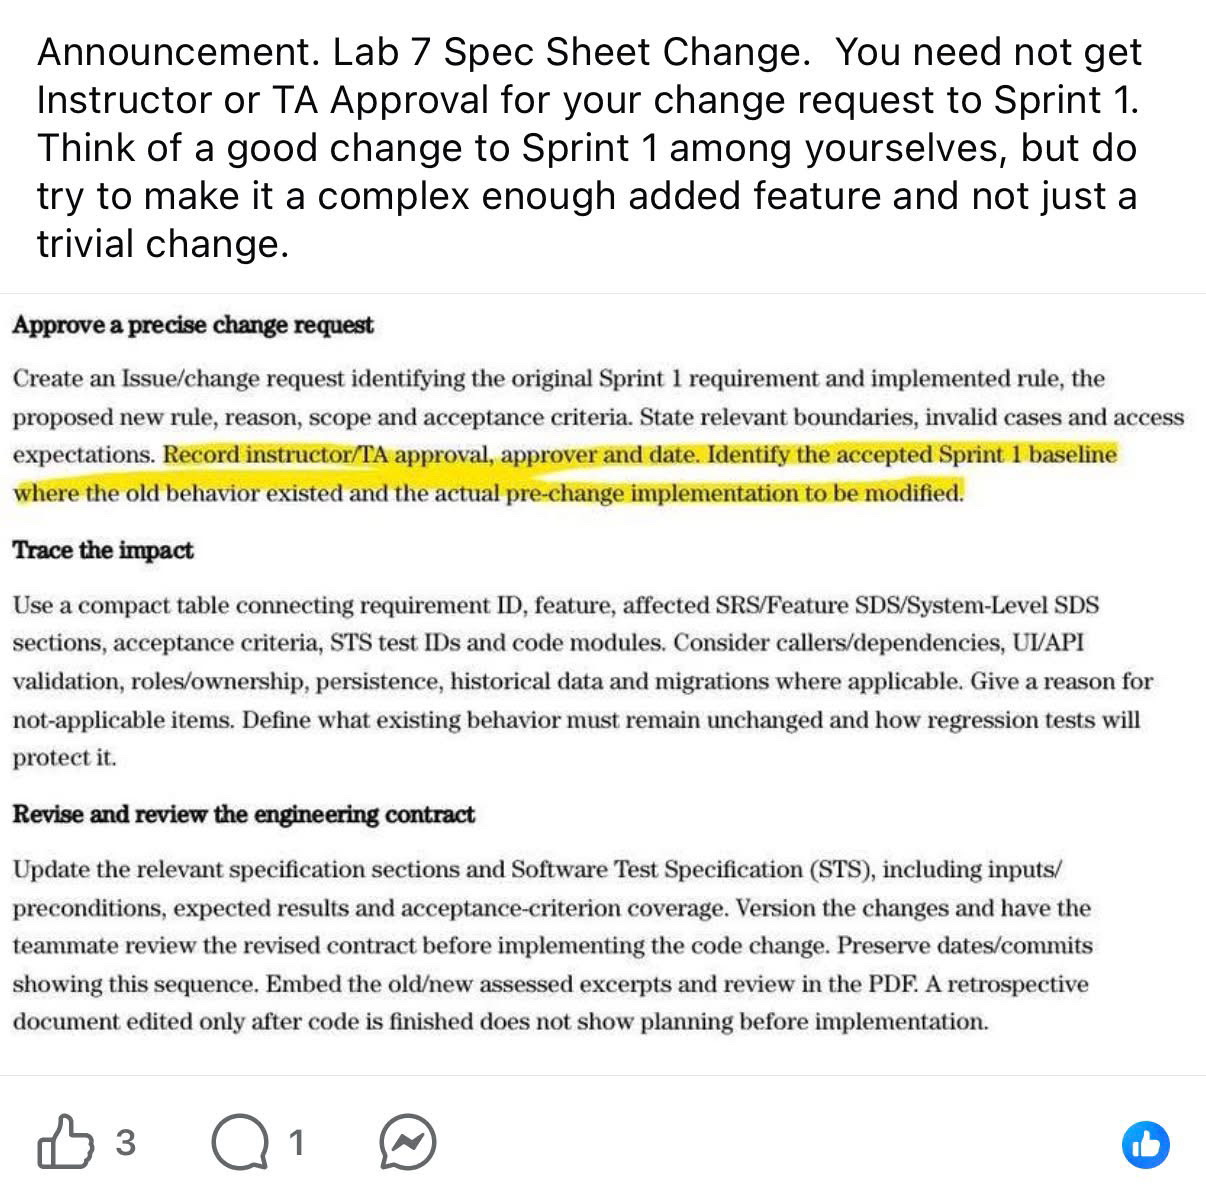 Announcement. Lab 7 Spec Sheet Change.  You need not get
Instructor or TA Approval for your change request to Sprint 1.
Think of a good change to Sprint 1 among yourselves, but do
try to make it a complex enough added feature and not just a
trivial change.
Approve a precise change request
Create an Issue/change request identifying the original Sprint 1 requirement and implemented rule, the
proposed new rule, reason, scope and acceptance criteria. State relevant boundaries, invalid cases and access
expectations. Record instructor/TA approval, approver and date. Identify the accepted Sprint 1 baseline
where the old behavior existed and the actual pre-change implementation to be modified.
Trace the impact
Use a compact table connecting requirement ID, feature, affected SRS/Feature SDS/System-Level SDS
sections, acceptance criteria, STS test IDs and code modules. Consider callers/dependencies, UI/API
validation, roles/ownership, persistence, historical data and migrations where applicable. Give a reason for
not-applicable items. Define what existing behavior must remain unchanged and how regression tests will
protect it.
Revise and review the engineering contract
Update the relevant specification sections and Software Test Specification (STS), including inputs/
preconditions, expected results and acceptance-criterion coverage. Version the changes and have the
teammate review the revised contract before implementing the code change. Preserve dates/commits
showing this sequence. Embed the old/new assessed excerpts and review in the PDF. A retrospective
document edited only after code is finished does not show planning before implementation.
3 1